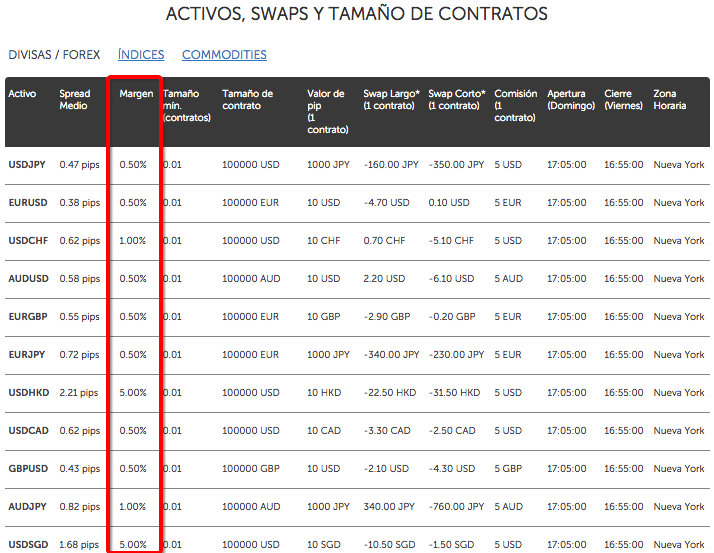 ACTIVOS, SWAPS Y TAMAÑO DE CONTRATOS
DIVISAS / FOREX ÍNDICES COMMODITIES
Activo Spread Medio Margen Tamaño mín. (contratos) Tamaño de contrato Valor de pip (1 contrato) Swap Largo* (1 contrato) Swap Corto* (1 contrato) Comisión (1 contrato) Apertura (Domingo) Cierre (Viernes) Zona Horaria
USDJPY 0.47 pips 0.50% 0.01 100000 USD 1000 JPY -160.00 JPY -350.00 JPY 5 USD 17:05:00 16:55:00 Nueva York
EURUSD 0.38 pips 0.50% 0.01 100000 EUR 10 USD -4.70 USD 0.10 USD 5 EUR 17:05:00 16:55:00 Nueva York
USDCHF 0.62 pips 1.00% 0.01 100000 USD 10 CHF 0.70 CHF -5.10 CHF 5 USD 17:05:00 16:55:00 Nueva York
AUDUSD 0.58 pips 0.50% 0.01 100000 AUD 10 USD 2.20 USD -6.10 USD 5 AUD 17:05:00 16:55:00 Nueva York
EURGBP 0.55 pips 0.50% 0.01 100000 EUR 10 GBP -2.90 GBP -0.20 GBP 5 EUR 17:05:00 16:55:00 Nueva York
EURJPY 0.72 pips 0.50% 0.01 100000 EUR 1000 JPY -340.00 JPY -230.00 JPY 5 EUR 17:05:00 16:55:00 Nueva York
USDHKD 2.21 pips 5.00% 0.01 100000 USD 10 HKD -22.50 HKD -31.50 HKD 5 USD 17:05:00 16:55:00 Nueva York
USDCAD 0.62 pips 0.50% 0.01 100000 USD 10 CAD -3.30 CAD -2.50 CAD 5 USD 17:05:00 16:55:00 Nueva York
GBPUSD 0.43 pips 0.50% 0.01 100000 GBP 10 USD -2.10 USD -4.30 USD 5 GBP 17:05:00 16:55:00 Nueva York
AUDJPY 0.82 pips 1.00% 0.01 100000 AUD 1000 JPY 340.00 JPY -760.00 JPY 5 AUD 17:05:00 16:55:00 Nueva York
USDSGD 1.68 pips 5.00% 0.01 100000 USD 10 SGD -10.50 SGD -1.50 SGD 5 USD 17:05:00 16:55:00 Nueva York